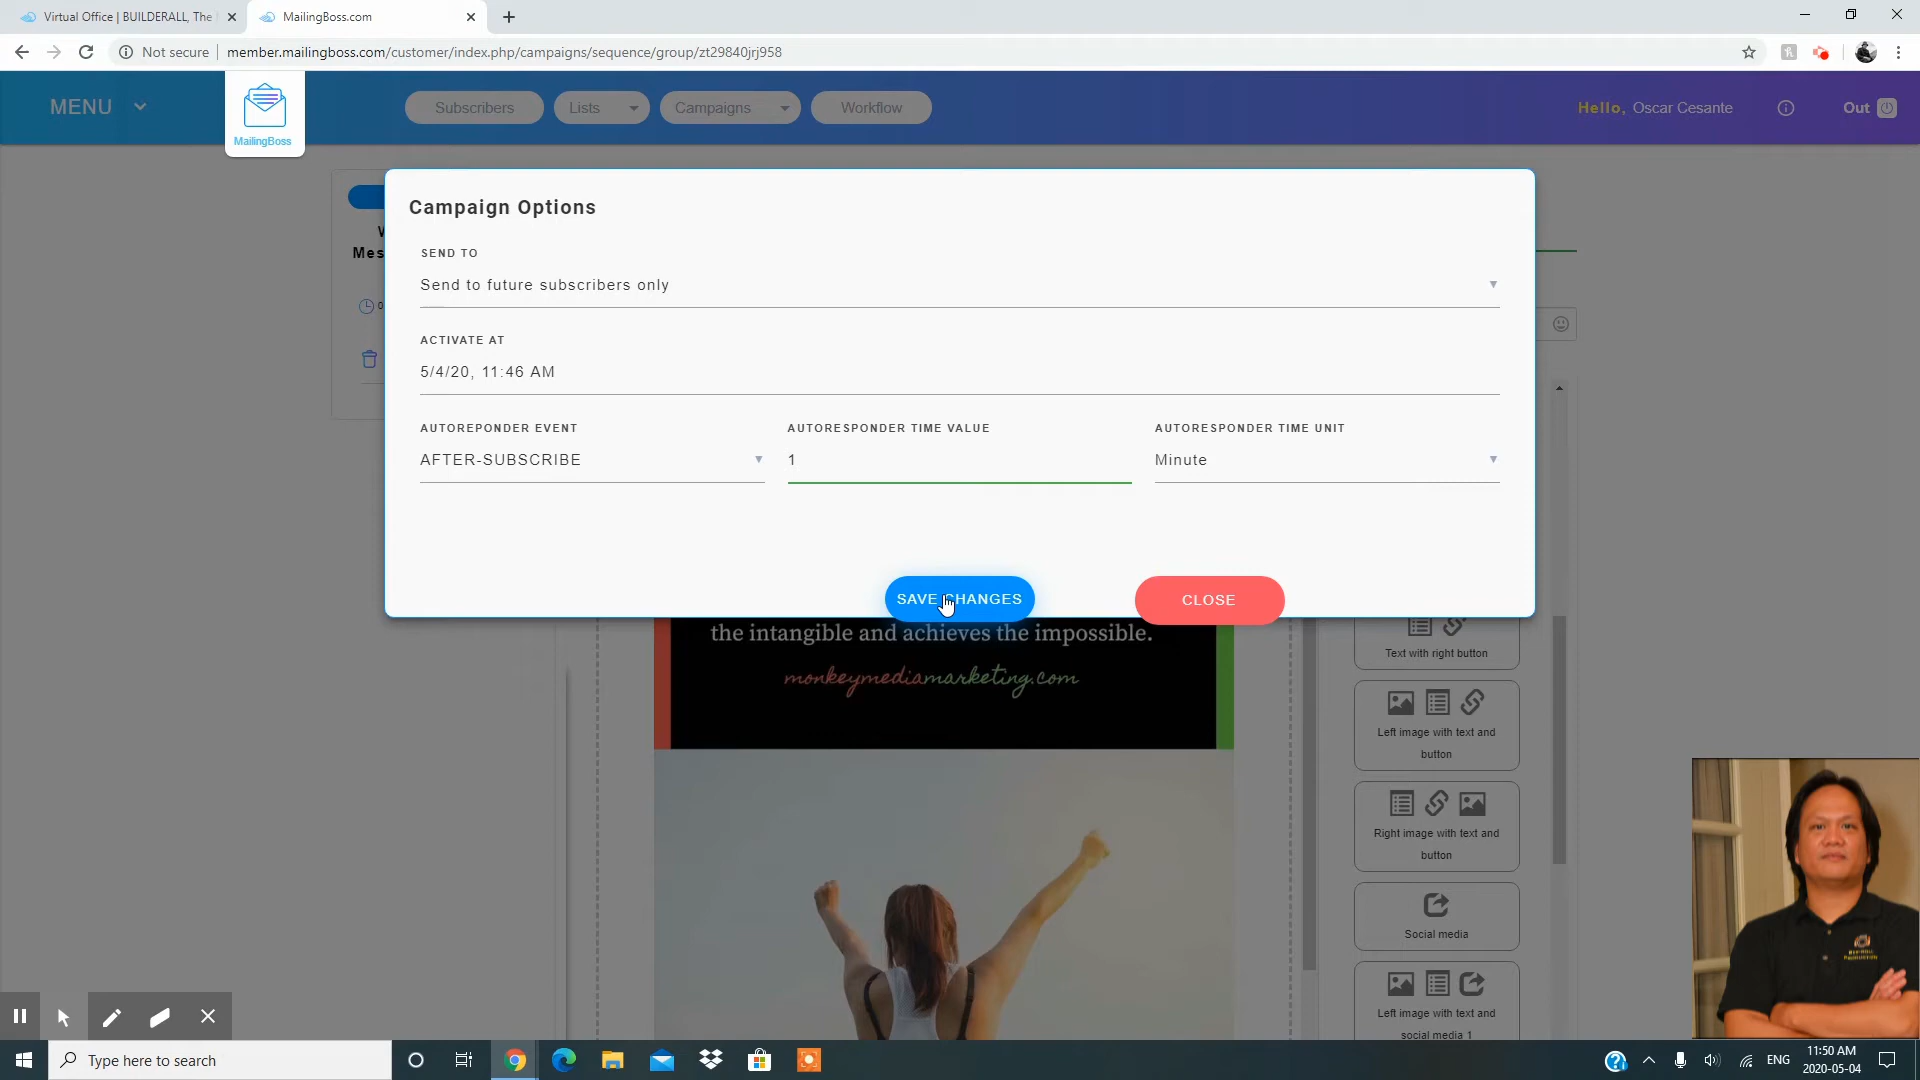 Virtual Office | BUILDERALL, The
MailingBoss.com
Not secure
member.mailingboss.com/customer/index.php/campaigns/sequence/group/zt29840jrj958
MENU
MailingBoss
Subscribers
Lists
Campaigns
Workflow
Hello, Oscar Cesante
Out
Mes
Campaign Options
SEND TO
Send to future subscribers only
ACTIVATE AT
5/4/20, 11:46 AM
AUTOREPONDER EVENT
AUTORESPONDER TIME VALUE
AUTORESPONDER TIME UNIT
AFTER-SUBSCRIBE
1
Minute
SAVE CHANGES
CLOSE
the intangible and achieves the impossible.
monkeymediamarketing.com
Text with right button
Left image with text and
button
Right image with text and
button
Social media
Left image with text and
social media 1
Type here to search
ENG
11:50 AM
2020-05-04